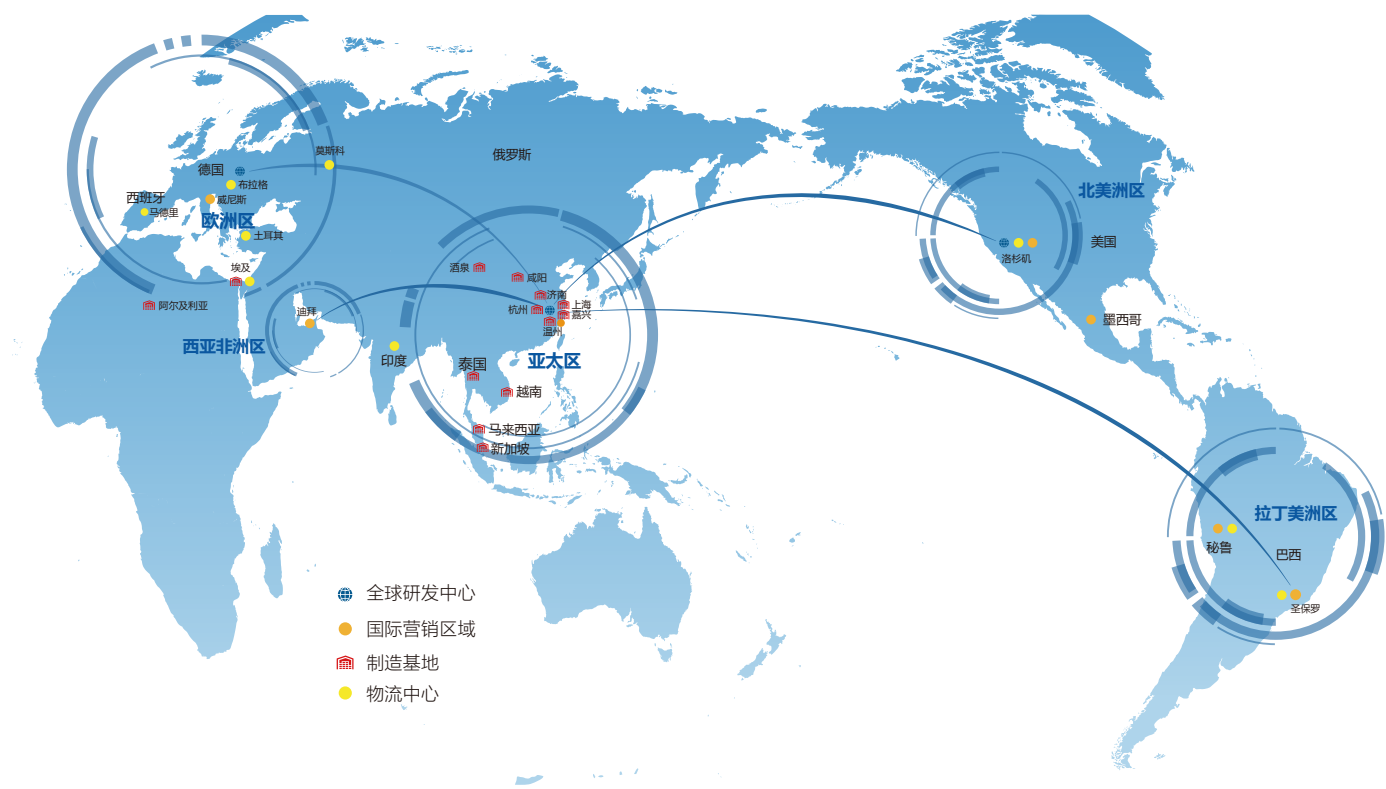 莫斯科
俄罗斯
德国
布拉格
西班牙
威尼斯
马德里
欧洲区
土耳其
埃及
阿尔及利亚
迪拜
西亚非洲区
印度
酒泉
咸阳
济南
上海
杭州
嘉兴
温州
亚太区
泰国
越南
马来西亚
新加坡
北美洲区
美国
洛杉矶
墨西哥
拉丁美洲区
秘鲁
巴西
圣保罗
全球研发中心
国际营销区域
制造基地
物流中心